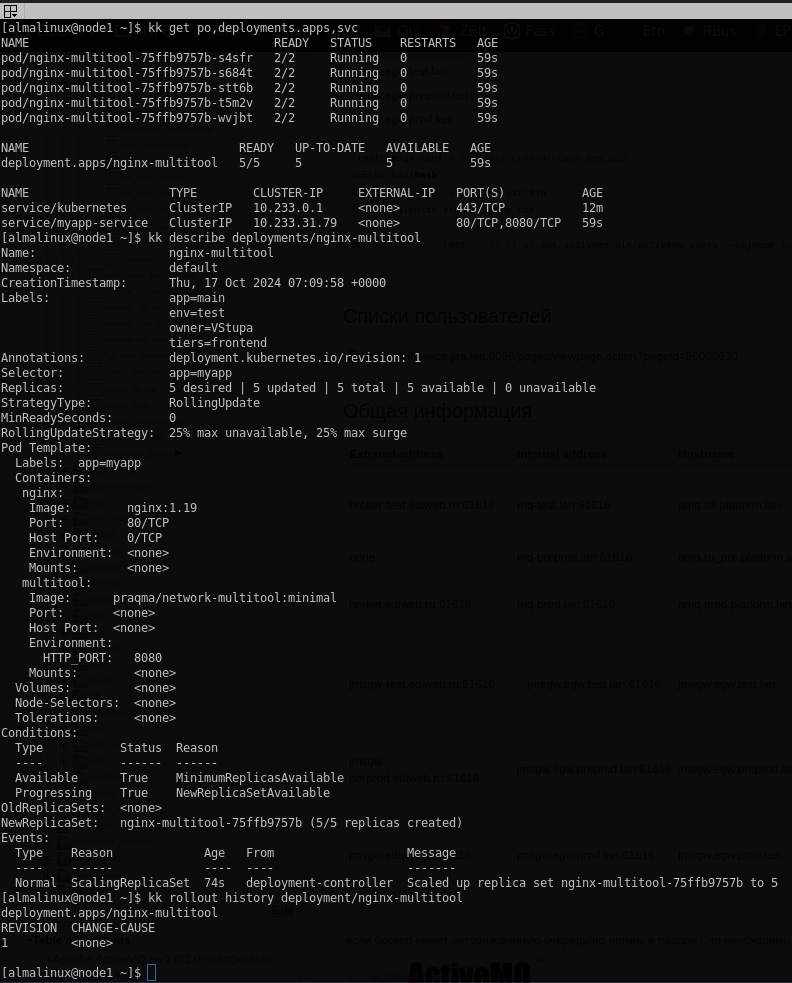 [almalinux@node1 ~]$ kk get po,deployments.apps,svc
NAME                                   READY   STATUS    RESTARTS   AGE
pod/nginx-multitool-75ffb9757b-s4sfr   2/2     Running   0          59s
pod/nginx-multitool-75ffb9757b-s684t   2/2     Running   0          59s
pod/nginx-multitool-75ffb9757b-stt6b   2/2     Running   0          59s
pod/nginx-multitool-75ffb9757b-t5m2v   2/2     Running   0          59s
pod/nginx-multitool-75ffb9757b-wvjbt   2/2     Running   0          59s
NAME                              READY   UP-TO-DATE   AVAILABLE   AGE
deployment.apps/nginx-multitool   5/5     5            5           59s
NAME                    TYPE        CLUSTER-IP     EXTERNAL-IP   PORT(S)           AGE
service/kubernetes      ClusterIP   10.233.0.1     <none>        443/TCP           12m
service/myapp-service   ClusterIP   10.233.31.79   <none>        80/TCP,8080/TCP   59s
[almalinux@node1 ~]$ kk describe deployments/nginx-multitool
Name:                   nginx-multitool
Namespace:              default
CreationTimestamp:      Thu, 17 Oct 2024 07:09:58 +0000
Labels:                 app=main
                        env=test
                        owner=VStupa
                        tiers=frontend
Annotations:            deployment.kubernetes.io/revision: 1
Selector:               app=myapp
Replicas:               5 desired | 5 updated | 5 total | 5 available | 0 unavailable
StrategyType:           RollingUpdate
MinReadySeconds:        0
RollingUpdateStrategy:  25% max unavailable, 25% max surge
Pod Template:
  Labels:  app=myapp
  Containers:
   nginx:
    Image:        nginx:1.19
    Port:         80/TCP
    Host Port:    0/TCP
    Environment:  <none>
    Mounts:       <none>
   multitool:
    Image:      praqma/network-multitool:minimal
    Port:       <none>
    Host Port:  <none>
    Environment:
      HTTP_PORT:   8080
    Mounts:        <none>
  Volumes:         <none>
  Node-Selectors:  <none>
  Tolerations:     <none>
Conditions:
  Type           Status  Reason
  ----           ------  ------
  Available      True    MinimumReplicasAvailable
  Progressing    True    NewReplicaSetAvailable
OldReplicaSets:  <none>
NewReplicaSet:   nginx-multitool-75ffb9757b (5/5 replicas created)
Events:
  Type    Reason             Age   From                   Message
  ----    ------             ----  ----                   -------
  Normal  ScalingReplicaSet  74s   deployment-controller  Scaled up replica set nginx-multitool-75ffb9757b to 5
[almalinux@node1 ~]$ kk rollout history deployment/nginx-multitool
deployment.apps/nginx-multitool
REVISION  CHANGE-CAUSE
1         <none>
[almalinux@node1 ~]$
Списки пользователей
Общая информация
External address Internal address Hostname
ActiveMQ